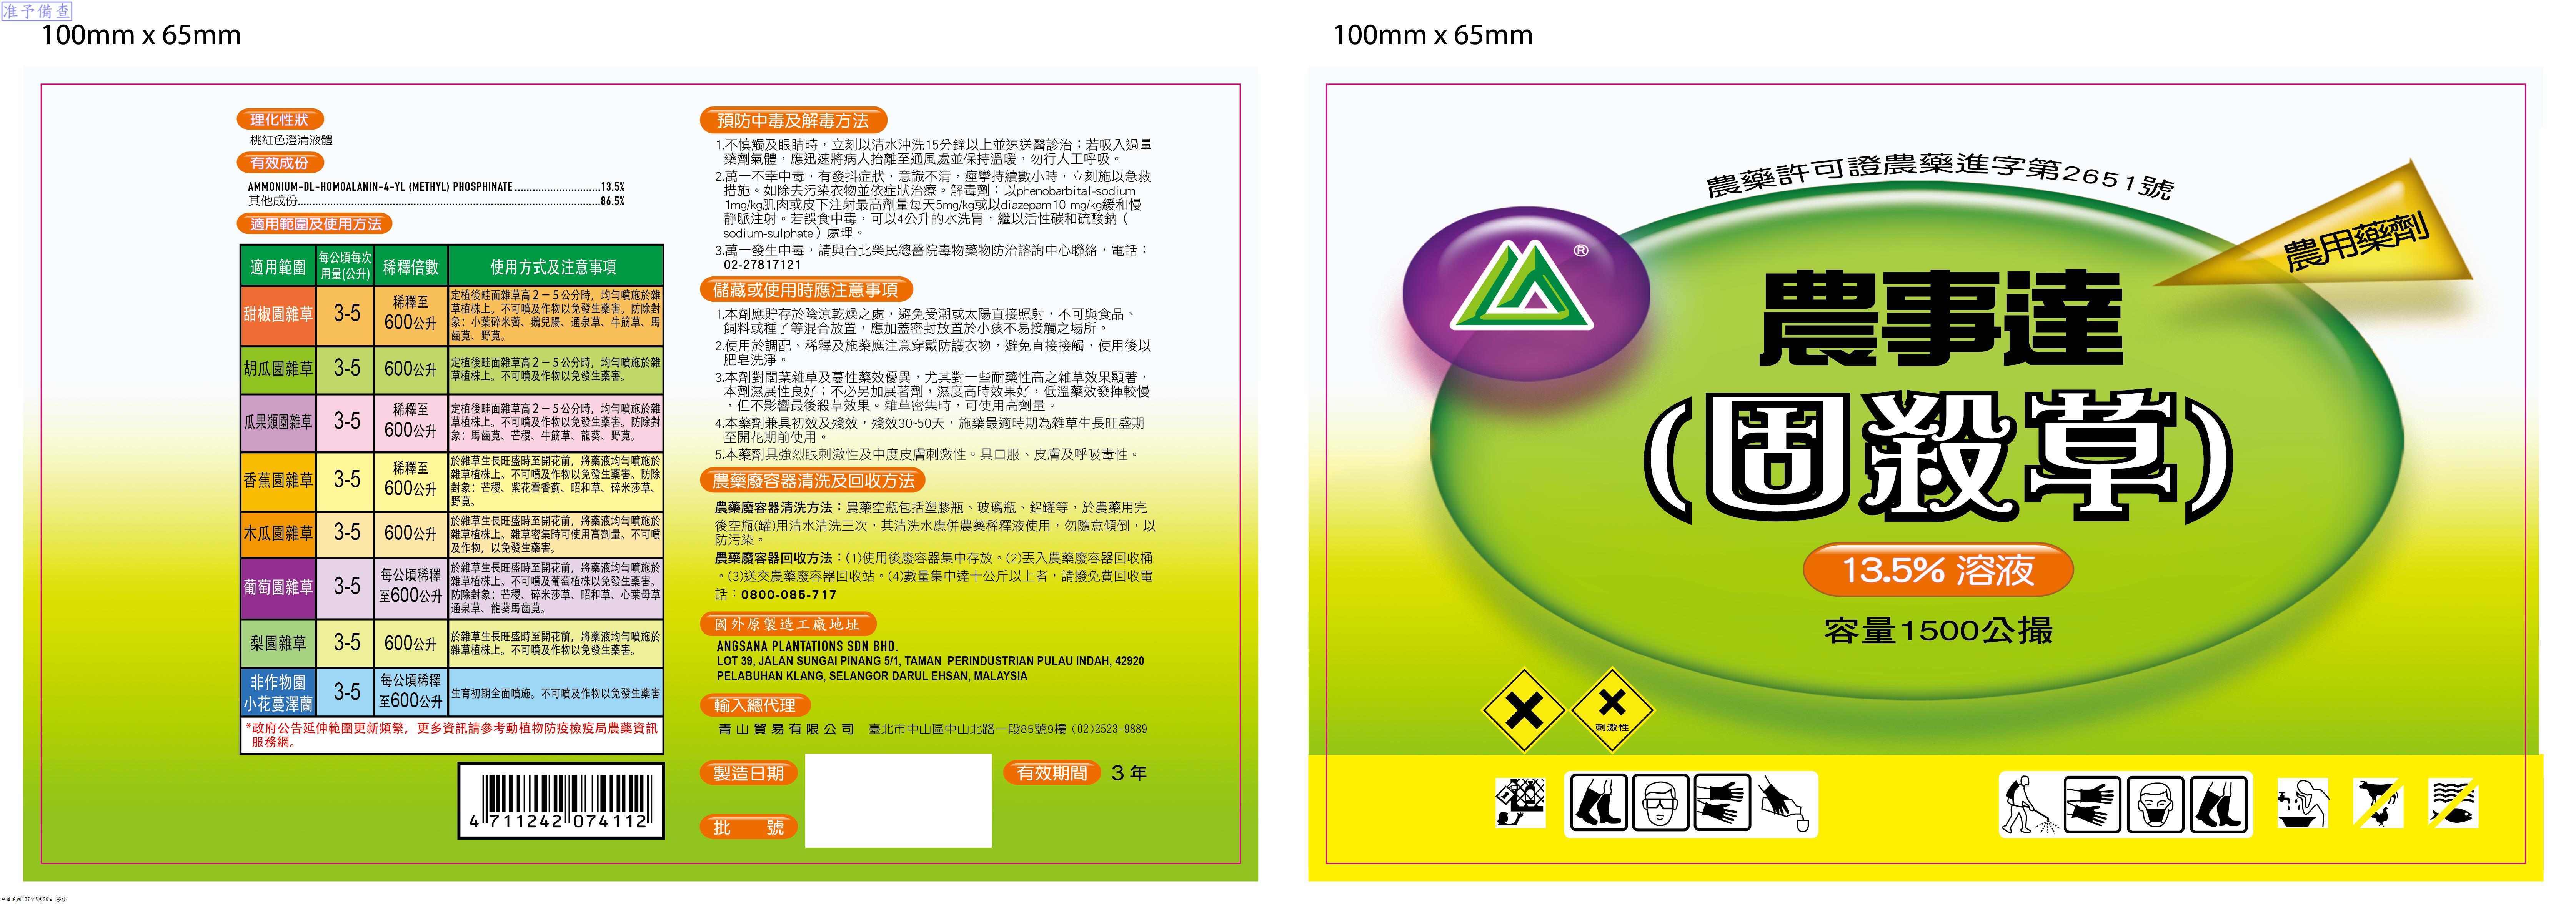 准予備查
100mm x 65mm
理化性狀
桃紅色澄清液體
有效成份
AMMONIUM-DL-HOMOALANIN-4-YL (METHYL) PHOSPHINATE ............................13.5%
其他成份....................................................................................................86.5%
適用範圍及使用方法
適用範圍
每公頃每次
用量(公升)
稀釋倍數
使用方式及注意事項
甜椒園雜草
3-5
稀釋至
600公升
定植後畦面雜草高2－5公分時，均勻噴施於雜
草植株上。不可噴及作物以免發生藥害。防除對
象：小葉碎米薺、鵝兒腸、通泉草、牛筋草、馬
齒莧、野莧。
胡瓜園雜草
3-5
600公升
定植後畦面雜草高2－5公分時，均勻噴施於雜
草植株上。不可噴及作物以免發生藥害。
瓜果類園雜草
3-5
稀釋至
600公升
定植後畦面雜草高2－5公分時，均勻噴施於雜
草植株上。不可噴及作物以免發生藥害。防除對
象：馬齒莧、芒稷、牛筋草、龍葵、野莧。
香蕉園雜草
3-5
稀釋至
600公升
於雜草生長旺盛時至開花前，將藥液均勻噴施於
雜草植株上。不可噴及作物以免發生藥害。防除
對象：芒稷、紫花霍香薊、昭和草、碎米莎草、
野莧。
木瓜園雜草
3-5
600公升
於雜草生長旺盛時至開花前，將藥液均勻噴施於
雜草植株上。雜草密集時可使用高劑量。不可噴
及作物，以免發生藥害。
葡萄園雜草
3-5
每公頃稀釋
至600公升
於雜草生長旺盛時至開花前，將藥液均勻噴施於
雜草植株上。不可噴及葡萄植株以免發生藥害。
防除對象：芒稷、碎米莎草、昭和草、心葉母草
通泉草、龍葵馬齒莧。
梨園雜草
3-5
600公升
於雜草生長旺盛時至開花前，將藥液均勻噴施於
雜草植株上。不可噴及作物以免發生藥害。
非作物園
小花蔓澤蘭
3-5
每公頃稀釋
至600公升
生育初期全面噴施。不可噴及作物以免發生藥害
*政府公告延伸範圍更新頻繁，更多資訊請參考動植物防疫檢疫局農藥資訊
服務網。
4 711242 074112
預防中毒及解毒方法
1.不慎觸及眼睛時，立刻以清水沖洗15分鐘以上並速送醫診治；若吸入過量
藥劑氣體，應迅速將病人抬離至通風處並保持溫暖，勿行人工呼吸。
2.萬一不幸中毒，有發抖症狀，意識不清，痙攣持續數小時，立刻施以急救
措施。如除去污染衣物並依症狀治療。解毒劑：以phenobarbital-sodium
1mg/kg肌肉或皮下注射最高劑量每天5mg/kg或以diazepam10 mg/kg緩和慢
靜脈注射。若誤食中毒，可以4公升的水洗胃，繼以活性碳和硫酸鈉（
sodium-sulphate）處理。
3.萬一發生中毒，請與台北榮民總醫院毒物藥物防治諮詢中心聯絡，電話：
02-27817121
儲藏或使用時應注意事項
1.本劑應貯存於陰涼乾燥之處，避免受潮或太陽直接照射，不可與食品、
飼料或種子等混合放置，應加蓋密封放置於小孩不易接觸之場所。
2.使用於調配、稀釋及施藥應注意穿戴防護衣物，避免直接接觸，使用後以
肥皂洗淨。
3.本劑對闊葉雜草及蔓性藥效優異，尤其對一些耐藥性高之雜草效果顯著，
本劑濕展性良好；不必另加展著劑，濕度高時效果好，低溫藥效發揮較慢
，但不影響最後殺草效果。雜草密集時，可使用高劑量。
4.本藥劑兼具初效及殘效，殘效30~50天，施藥最適時期為雜草生長旺盛期
至開花期前使用。
5.本藥劑具強烈眼刺激性及中度皮膚刺激性。具口服、皮膚及呼吸毒性。
農藥廢容器清洗及回收方法
農藥廢容器清洗方法：農藥空瓶包括塑膠瓶、玻璃瓶、鋁罐等，於農藥用完
後空瓶(罐)用清水清洗三次，其清洗水應併農藥稀釋液使用，勿隨意傾倒，以
防污染。
農藥廢容器回收方法：(1)使用後廢容器集中存放。(2)丟入農藥廢容器回收桶
。(3)送交農藥廢容器回收站。(4)數量集中達十公斤以上者，請撥免費回收電
話：0800-085-717
國外原製造工廠地址
ANGSANA PLANTATIONS SDN BHD.
LOT 39, JALAN SUNGAI PINANG 5/1, TAMAN PERINDUSTRIAN PULAU INDAH, 42920
PELABUHAN KLANG, SELANGOR DARUL EHSAN, MALAYSIA
輸入總代理
青山貿易有限公司 臺北市中山區中山北路一段85號9樓 (02)2523-9889
製造日期
有效期間
3 年
批 號
100mm x 65mm
農藥許可證農藥進字第2651號
®
農用藥劑
農事達
(固殺草)
13.5% 溶液
容量1500公撮
刺激性